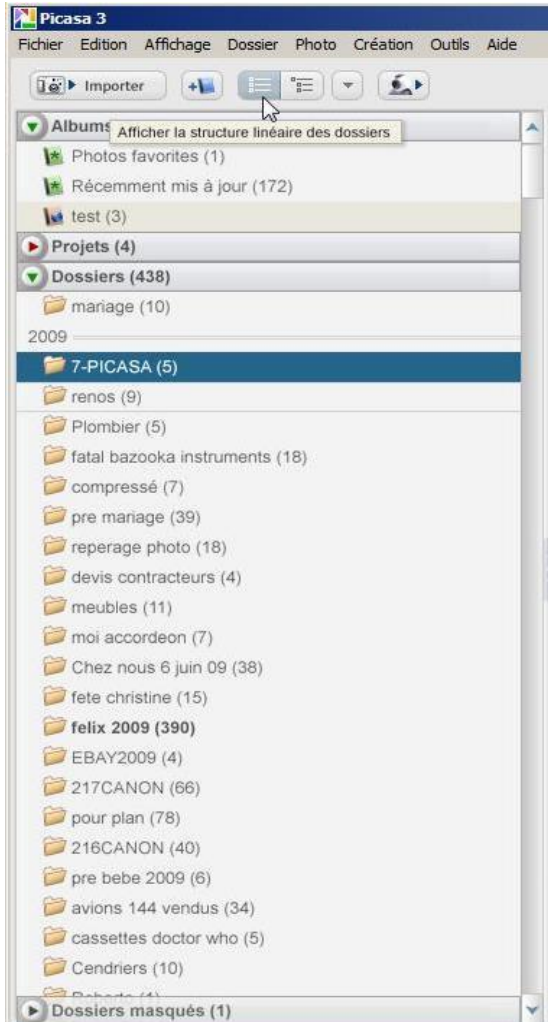 Picasa 3
Fichier Edition Affichage Dossier Photo Création Outils Aide
Importer
Albums
Afficher la structure linéaire des dossiers
Photos favorites (1)
Récemment mis à jour (172)
test (3)
Projets (4)
Dossiers (438)
mariage (10)
2009
7-PICASA (5)
renos (9)
Plombier (5)
fatal bazooka instruments (18)
compressé (7)
pre mariage (39)
reperage photo (18)
devis contracteurs (4)
meubles (11)
moi accordeon (7)
Chez nous 6 juin 09 (38)
fete christine (15)
felix 2009 (390)
EBAY2009 (4)
217CANON (66)
pour plan (78)
216CANON (40)
pre bebe 2009 (6)
avions 144 vendus (34)
cassettes doctor who (5)
Cendriers (10)
Dossiers masqués (1)